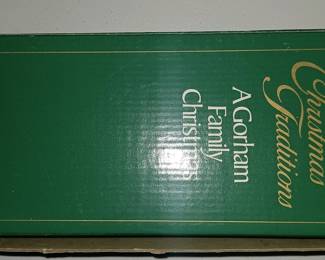 Christmas
Traditions
A Gorham
Family
Christmas